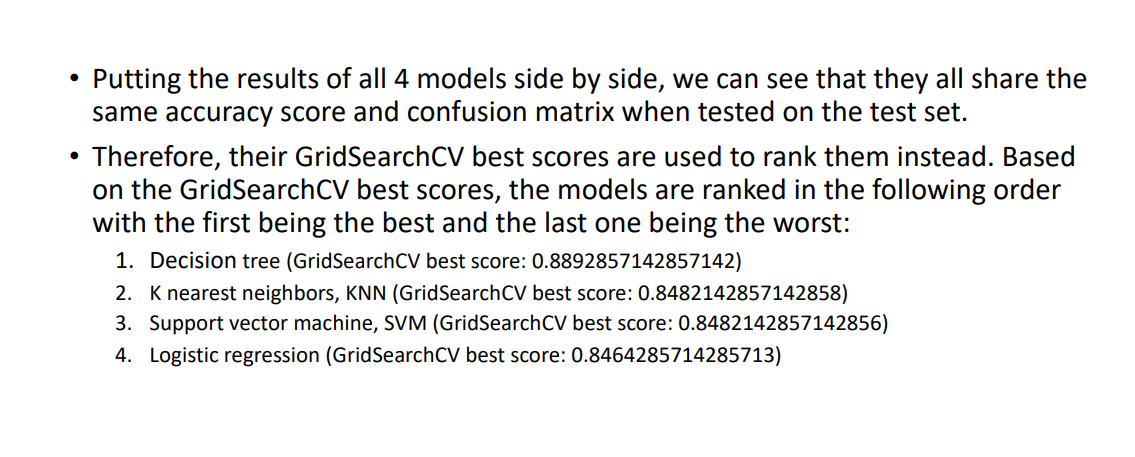 • Putting the results of all 4 models side by side, we can see that they all share the
same accuracy score and confusion matrix when tested on the test set.
• Therefore, their GridSearchCV best scores are used to rank them instead. Based
on the GridSearchCV best scores, the models are ranked in the following order
with the first being the best and the last one being the worst:
1. Decision tree (GridSearchCV best score: 0.8892857142857142)
2. K nearest neighbors, KNN (GridSearchCV best score: 0.8482142857142858)
3. Support vector machine, SVM (GridSearchCV best score: 0.8482142857142856)
4. Logistic regression (GridSearchCV best score: 0.8464285714285713)